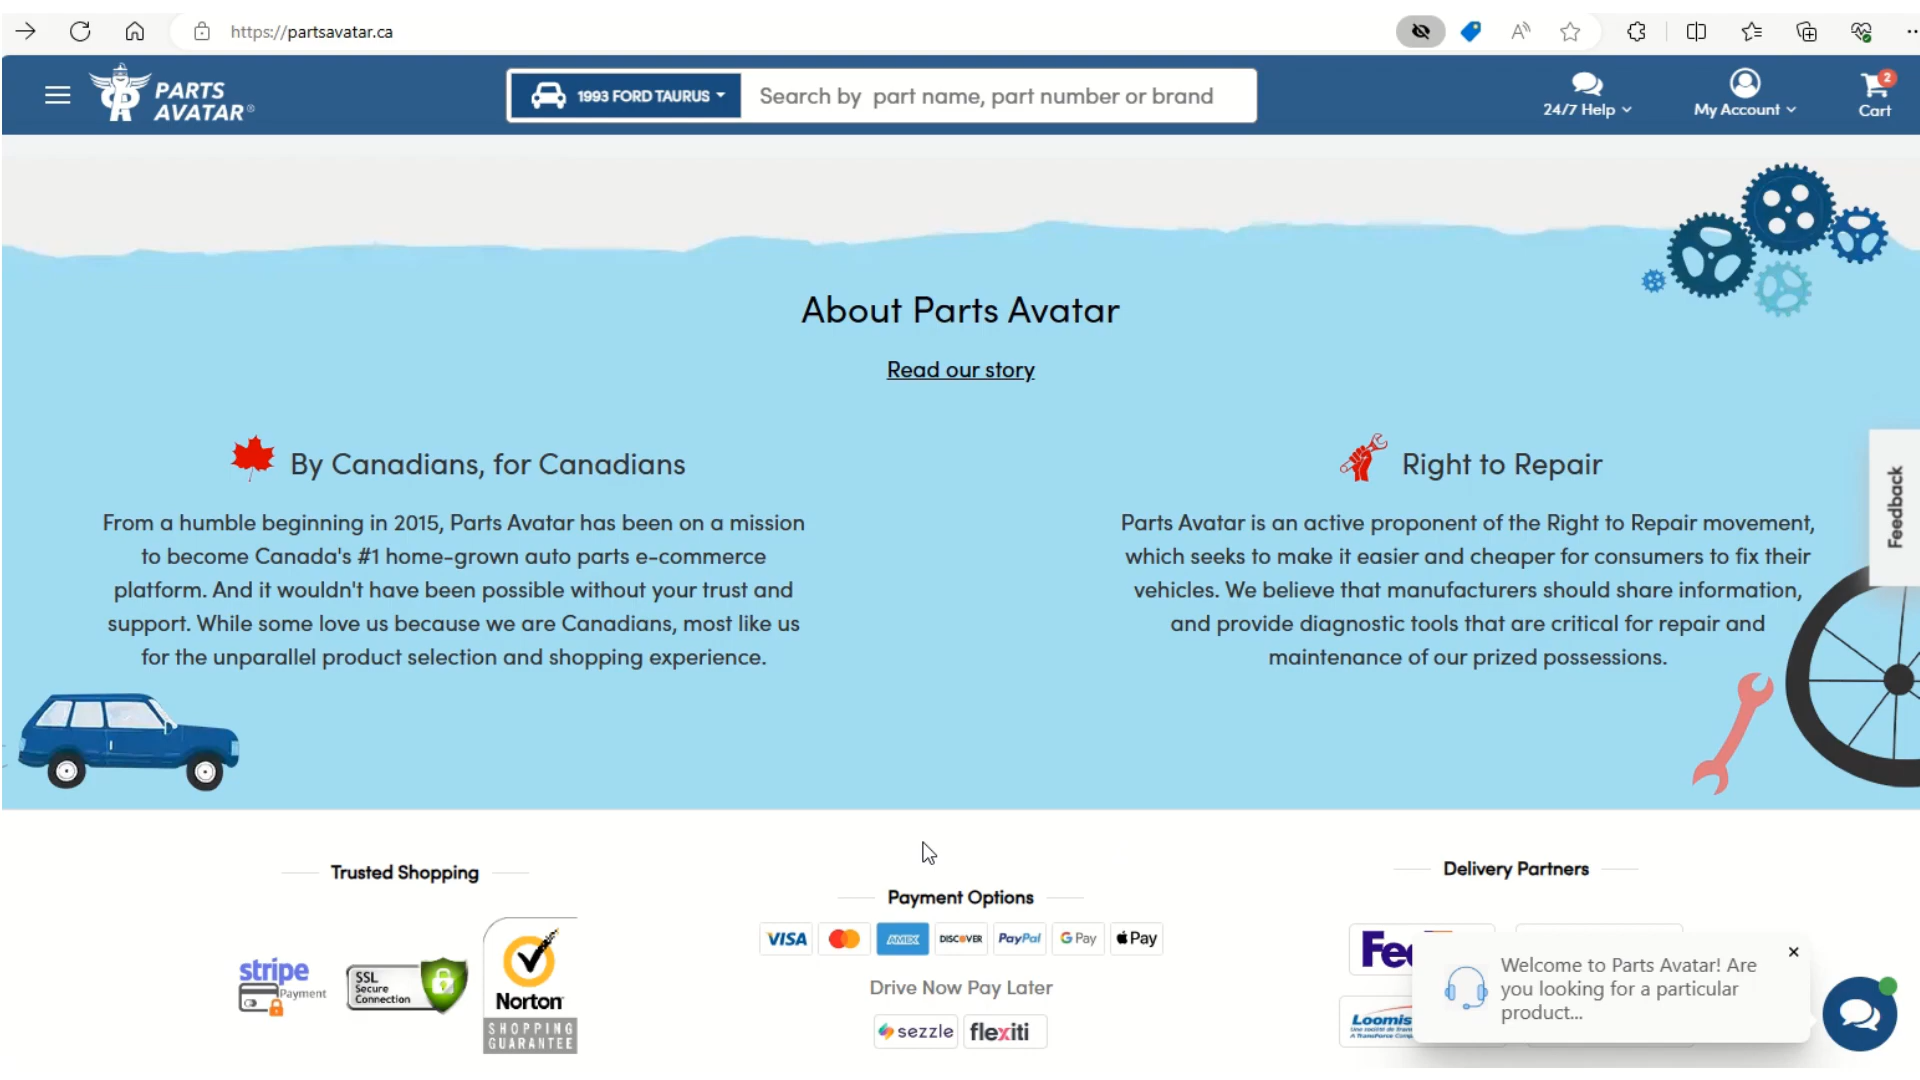 https://partsavatar.ca
PARTS
AVATAR®
1993 FORD TAURUS
Search by part name, part number or brand
24/7 Help
My Account
2
Cart
About Parts Avatar
Read our story
By Canadians, for Canadians
From a humble beginning in 2015, Parts Avatar has been on a mission
to become Canada's #1 home-grown auto parts e-commerce
platform. And it wouldn't have been possible without your trust and
support. While some love us because we are Canadians, most like us
for the unparallel product selection and shopping experience.
Right to Repair
Parts Avatar is an active proponent of the Right to Repair movement,
which seeks to make it easier and cheaper for consumers to fix their
vehicles. We believe that manufacturers should share information,
and provide diagnostic tools that are critical for repair and
maintenance of our prized possessions.
Feedback
Trusted Shopping
stripe
Payment
SSL
Secure
Connection
Norton
SHOPPING
GUARANTEE
Payment Options
VISA
AMEX
DISCOVER
PayPal
G Pay
Pay
Drive Now Pay Later
sezzle
flexiti
Delivery Partners
Fe
Loomis
Welcome to Parts Avatar! Are
you looking for a particular
product...